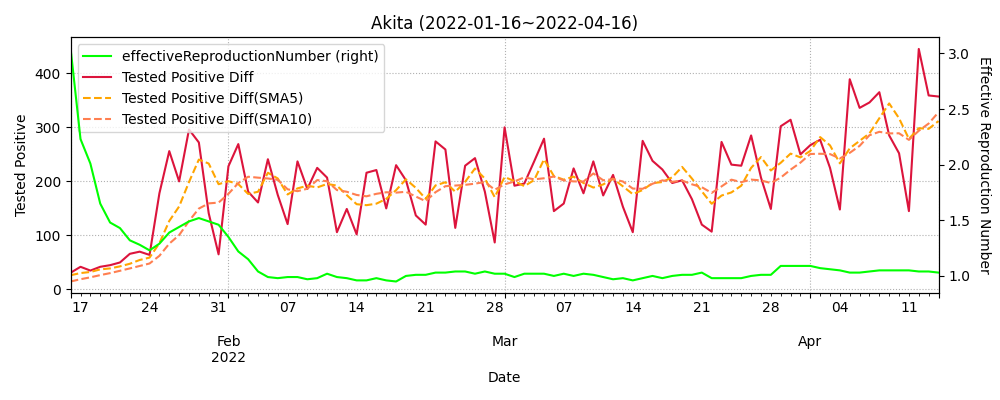 Akita (2022-01-16~2022-04-16)
effectiveReproductionNumber (right)
Tested Positive Diff
Tested Positive Diff(SMA5)
Tested Positive Diff(SMA10)
Tested Positive
400
300
200
100
0
3.0
2.5
2.0
1.5
1.0
Effective Reproduction Number
17 24 31 07 14 21 28 07 14 21 28 04 11
Feb Mar Apr
2022
Date